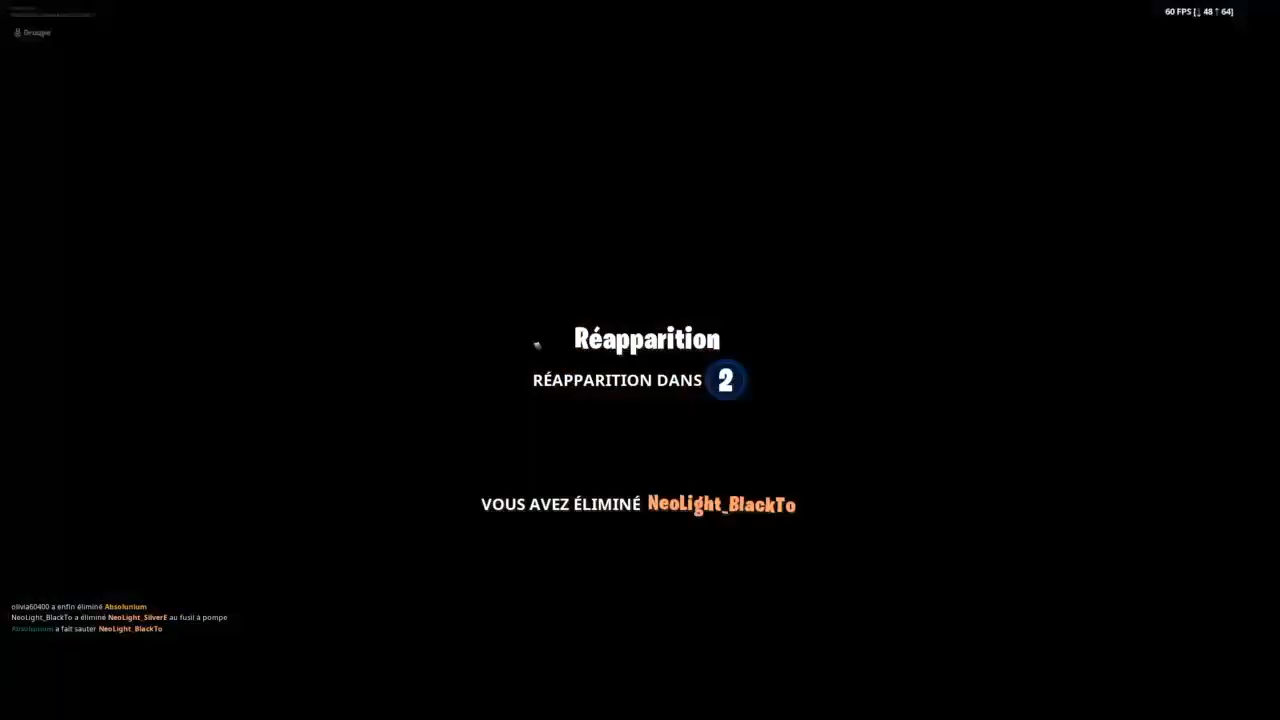 60 FPS [↓ 48 ↑ 64]
Groupe
Réapparition
RÉAPPARITION DANS 2
VOUS AVEZ ÉLIMINÉ NeoLight_BlackTo
olivia60400 a enfin éliminé Absolunium
NeoLight_BlackTo a éliminé NeoLight_SilverE au fusil à pompe
a fait sauter NeoLight_BlackTo